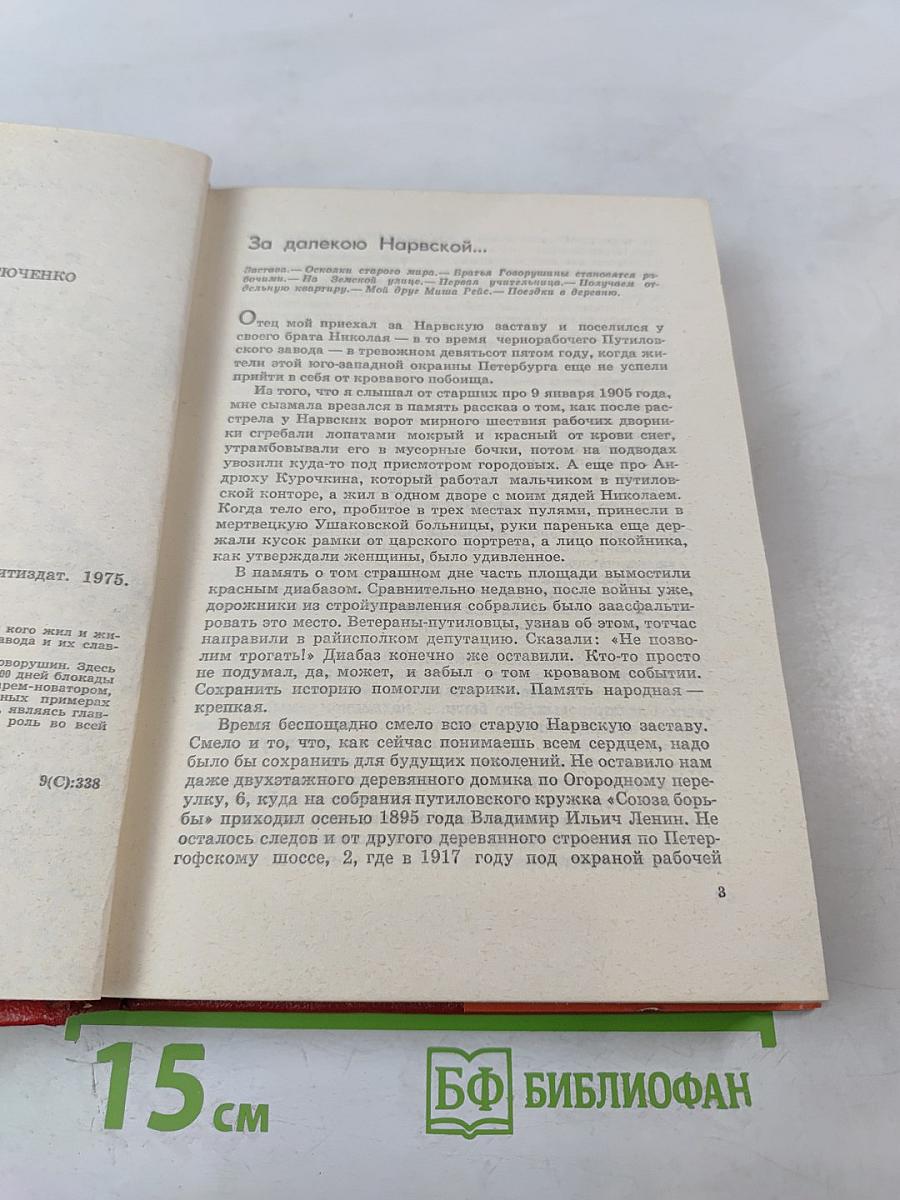 ЮЧЕНКО
итиздат. 1975.
кого жил и жи-
авода и их слав-
оворушин. Здесь
00 дней блокады
арем-новатором,
ных примерах
, являясь глав-
роль во всей
9(С):338
За далекою Нарвской...
Застава.— Осколки старого мира.— Братья Говорушины становятся ра-
бочими.— На Земской улице.— Первая учительница.— Получаем от-
дельную квартиру.— Мой друг Миша Рейс.— Поездки в деревню.
Отец мой приехал за Нарвскую заставу и поселился у
своего брата Николая — в то время чернорабочего Путилов-
ского завода — в тревожном девятьсот пятом году, когда жи-
тели этой юго-западной окраины Петербурга еще не успели
прийти в себя от кровавого побоища.
Из того, что я слышал от старших про 9 января 1905 года,
мне сызмала врезался в память рассказ о том, как после рас-
стрела у Нарвских ворот мирного шествия рабочих дворни-
ки сгребали лопатами мокрый и красный от крови снег,
утрамбовывали его в мусорные бочки, потом на подводах
увозили куда-то под присмотром городовых. А еще про Ан-
дрюху Курочкина, который работал мальчиком в путилов-
ской конторе, а жил в одном дворе с моим дядей Николаем.
Когда тело его, пробитое в трех местах пулями, принесли в
мертвецкую Ушаковской больницы, руки паренька еще дер-
жали кусок рамки от царского портрета, а лицо покойника,
как утверждали женщины, было удивленное.
В память о том страшном дне часть площади вымостили
красным диабазом. Сравнительно недавно, после войны уже,
дорожники из стройуправления собрались было заасфальти-
ровать это место. Ветераны-путиловцы, узнав об этом, тотчас
направили в райисполком депутацию. Сказали: «Не позво-
лим трогать!» Диабаз конечно же оставили. Кто-то просто
не подумал, да, может, и забыл о том кровавом событии.
Сохранить историю помогли старики. Память народная —
крепкая.
Время беспощадно смело всю старую Нарвскую заставу.
Смело и то, что, как сейчас понимаешь всем сердцем, надо
было бы сохранить для будущих поколений. Не оставило нам
даже двухэтажного деревянного домика по Огородному пере-
улку, 6, куда на собрания путиловского кружка «Союза борь-
бы» приходил осенью 1895 года Владимир Ильич Ленин. Не
осталось следов и от другого деревянного строения по Петер-
гофскому шоссе, 2, где в 1917 году под охраной рабочей
3
15 см
БФ БИБЛИОФАН